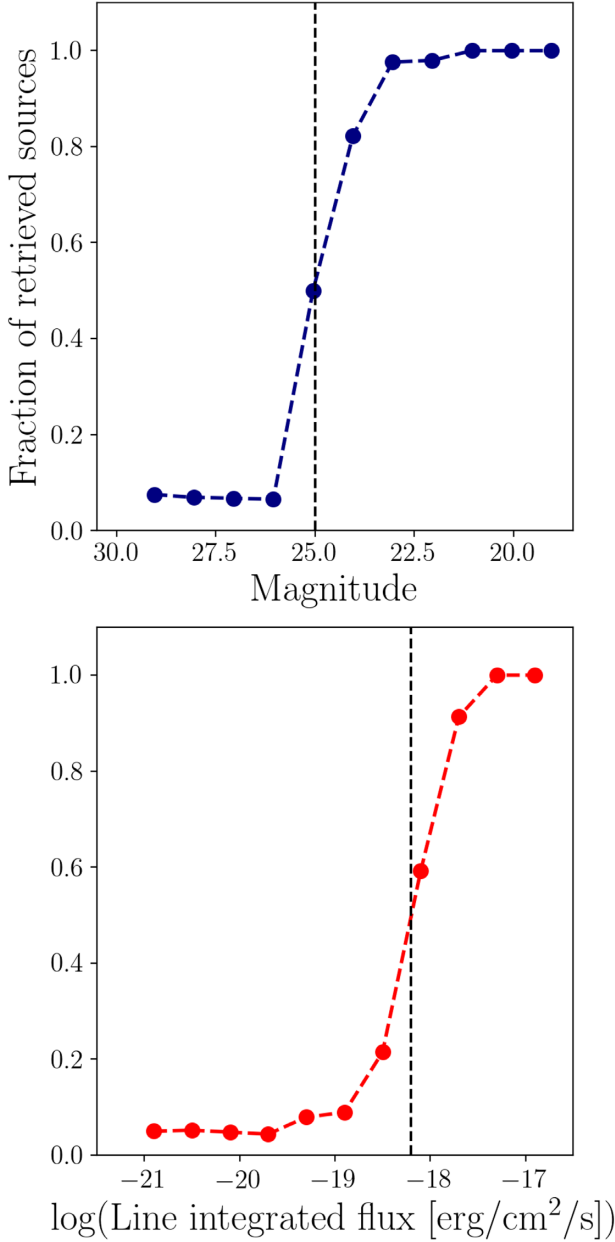 Fraction of retrieved sources
1.0
0.8
0.6
0.4
0.2
0.0
30.0 27.5 25.0 22.5 20.0
Magnitude
1.0
0.8
0.6
0.4
0.2
0.0
−21 −20 −19 −18 −17
log(Line integrated flux [erg/cm²/s])